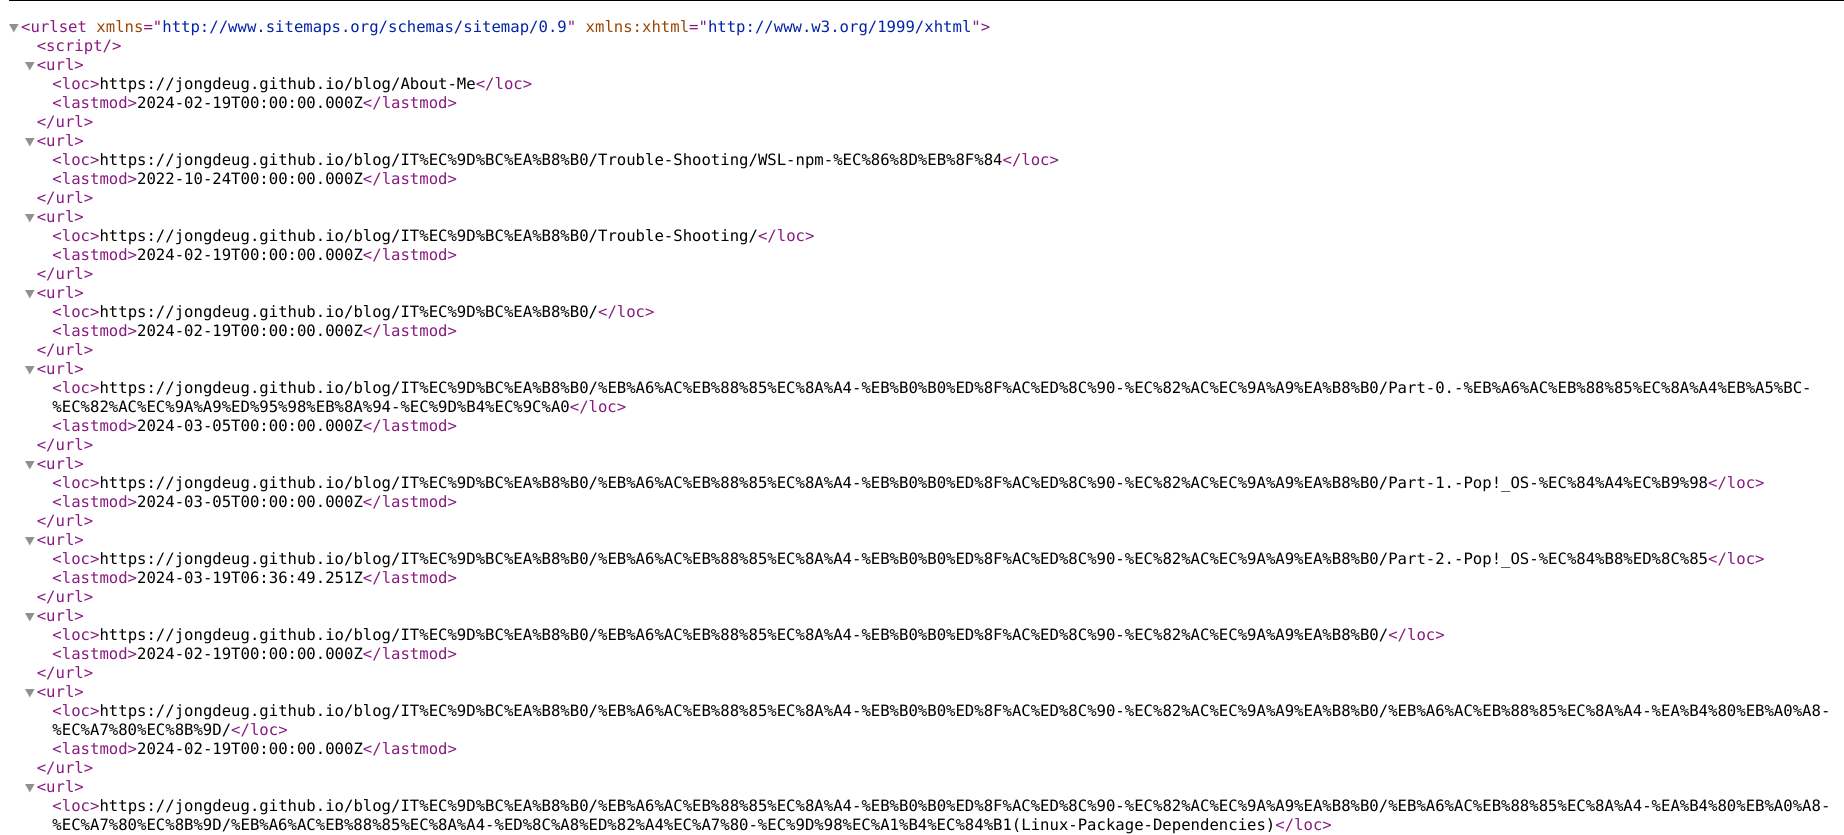 <urlset xmlns="http://www.sitemaps.org/schemas/sitemap/0.9" xmlns:xhtml="http://www.w3.org/1999/xhtml">
<script/>
<url>
<loc>https://jongdeug.github.io/blog/About-Me</loc>
<lastmod>2024-02-19T00:00:00.000Z</lastmod>
</url>
<url>
<loc>https://jongdeug.github.io/blog/IT%EC%9D%BC%EA%B8%B0/Trouble-Shooting/WSL-npm-%EC%86%8D%EB%8F%84</loc>
<lastmod>2022-10-24T00:00:00.000Z</lastmod>
</url>
<url>
<loc>https://jongdeug.github.io/blog/IT%EC%9D%BC%EA%B8%B0/Trouble-Shooting/</loc>
<lastmod>2024-02-19T00:00:00.000Z</lastmod>
</url>
<url>
<loc>https://jongdeug.github.io/blog/IT%EC%9D%BC%EA%B8%B0/</loc>
<lastmod>2024-02-19T00:00:00.000Z</lastmod>
</url>
<url>
<loc>https://jongdeug.github.io/blog/IT%EC%9D%BC%EA%B8%B0/%EB%A6%AC%EB%88%85%EC%8A%A4-%EB%B0%B0%ED%8F%AC%ED%8C%90-%EC%82%AC%EC%9A%A9%EA%B8%B0/Part-0.-%EB%A6%AC%EB%88%85%EC%8A%A4%EB%A5%BC-
%EC%82%AC%EC%9A%A9%ED%95%98%EB%8A%94-%EC%9D%B4%EC%9C%A0</loc>
<lastmod>2024-03-05T00:00:00.000Z</lastmod>
</url>
<url>
<loc>https://jongdeug.github.io/blog/IT%EC%9D%BC%EA%B8%B0/%EB%A6%AC%EB%88%85%EC%8A%A4-%EB%B0%B0%ED%8F%AC%ED%8C%90-%EC%82%AC%EC%9A%A9%EA%B8%B0/Part-1.-Pop!_OS-%EC%84%A4%EC%B9%98</loc>
<lastmod>2024-03-05T00:00:00.000Z</lastmod>
</url>
<url>
<loc>https://jongdeug.github.io/blog/IT%EC%9D%BC%EA%B8%B0/%EB%A6%AC%EB%88%85%EC%8A%A4-%EB%B0%B0%ED%8F%AC%ED%8C%90-%EC%82%AC%EC%9A%A9%EA%B8%B0/Part-2.-Pop!_OS-%EC%84%B8%ED%8C%85</loc>
<lastmod>2024-03-19T06:36:49.251Z</lastmod>
</url>
<url>
<loc>https://jongdeug.github.io/blog/IT%EC%9D%BC%EA%B8%B0/%EB%A6%AC%EB%88%85%EC%8A%A4-%EB%B0%B0%ED%8F%AC%ED%8C%90-%EC%82%AC%EC%9A%A9%EA%B8%B0/</loc>
<lastmod>2024-02-19T00:00:00.000Z</lastmod>
</url>
<url>
<loc>https://jongdeug.github.io/blog/IT%EC%9D%BC%EA%B8%B0/%EB%A6%AC%EB%88%85%EC%8A%A4-%EB%B0%B0%ED%8F%AC%ED%8C%90-%EC%82%AC%EC%9A%A9%EA%B8%B0/%EB%A6%AC%EB%88%85%EC%8A%A4-%EA%B4%80%EB%A0%A8-
%EC%A7%80%EC%8B%9D/</loc>
<lastmod>2024-02-19T00:00:00.000Z</lastmod>
</url>
<url>
<loc>https://jongdeug.github.io/blog/IT%EC%9D%BC%EA%B8%B0/%EB%A6%AC%EB%88%85%EC%8A%A4-%EB%B0%B0%ED%8F%AC%ED%8C%90-%EC%82%AC%EC%9A%A9%EA%B8%B0/%EB%A6%AC%EB%88%85%EC%8A%A4-%EA%B4%80%EB%A0%A8-
%EC%A7%80%EC%8B%9D/%EB%A6%AC%EB%88%85%EC%8A%A4-%ED%8C%A8%ED%82%A4%EC%A7%80-%EC%9D%98%EC%A1%B4%EC%84%B1(Linux-Package-Dependencies)</loc>